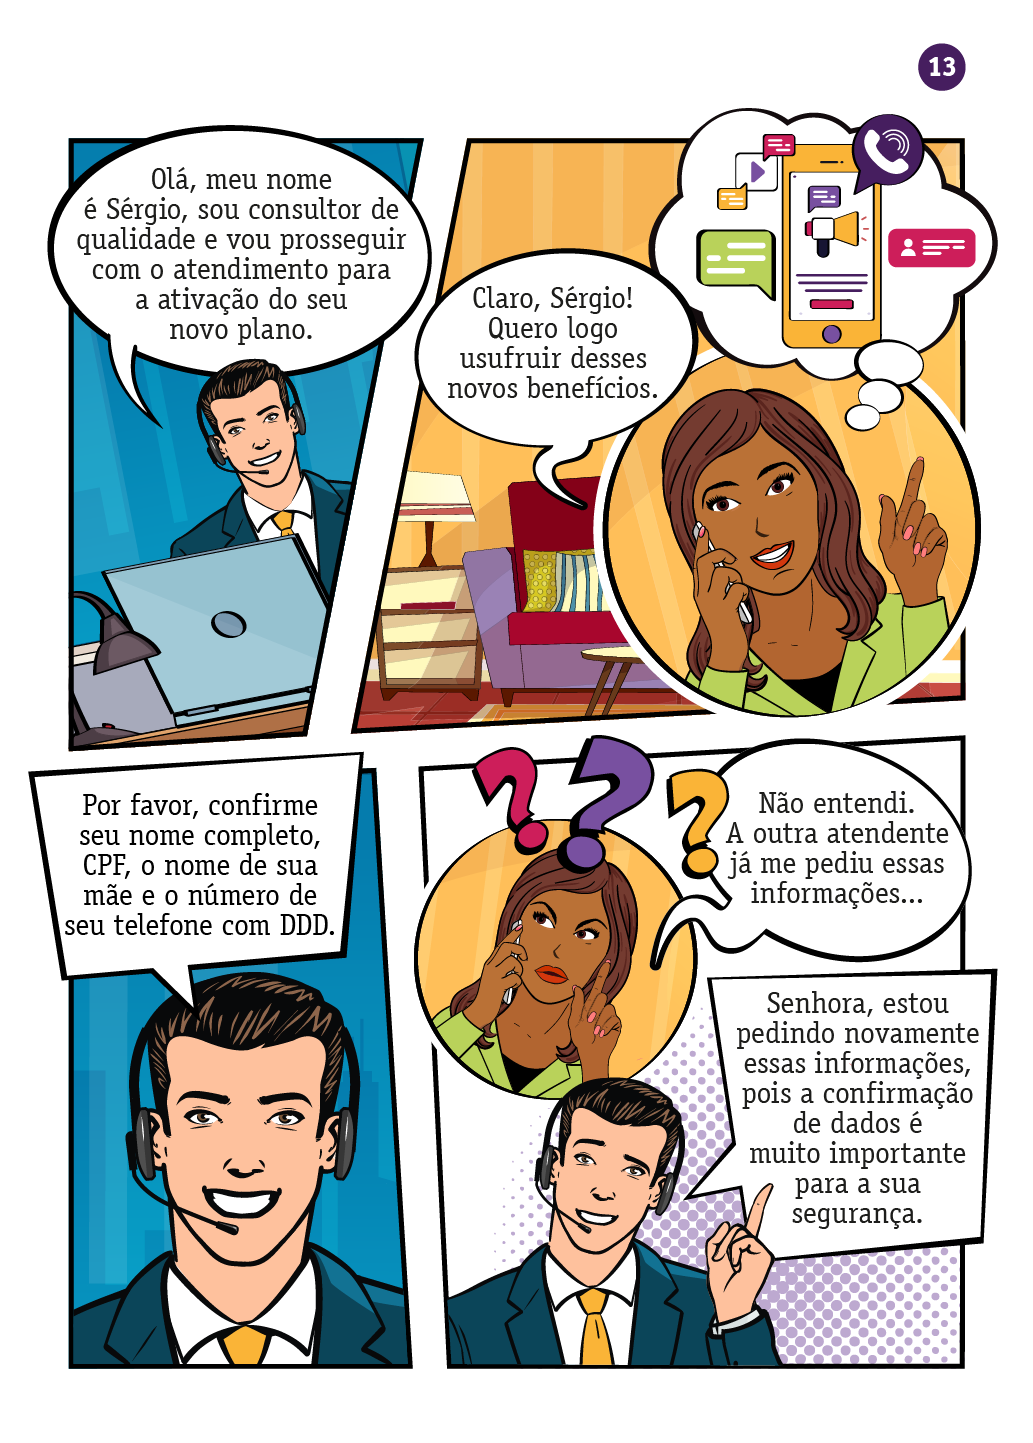 13
Olá, meu nome
é Sérgio, sou consultor de
qualidade e vou prosseguir
com o atendimento para
a ativação do seu
novo plano.
Claro, Sérgio!
Quero logo
usufruir desses
novos benefícios.
Por favor, confirme
seu nome completo,
CPF, o nome de sua
mãe e o número de
seu telefone com DDD.
???
Não entendi.
A outra atendente
já me pediu essas
informações...
Senhora, estou
pedindo novamente
essas informações,
pois a confirmação
de dados é
muito importante
para a sua
segurança.